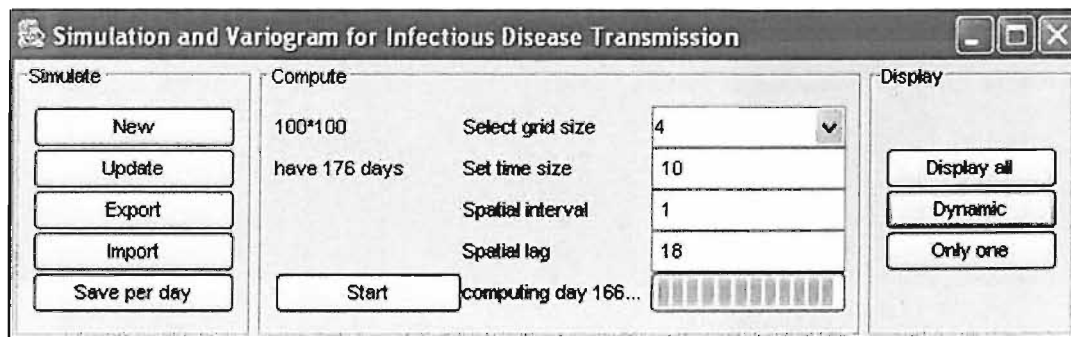 Simulation and Variogram for Infectious Disease Transmission
Simulate
New
Update
Export
Import
Save per day
Compute
100*100
Select grid size
4
have 176 days
Set time size
10
Spatial interval
1
Spatial lag
18
Start
computing day 166...
Display
Display all
Dynamic
Only one